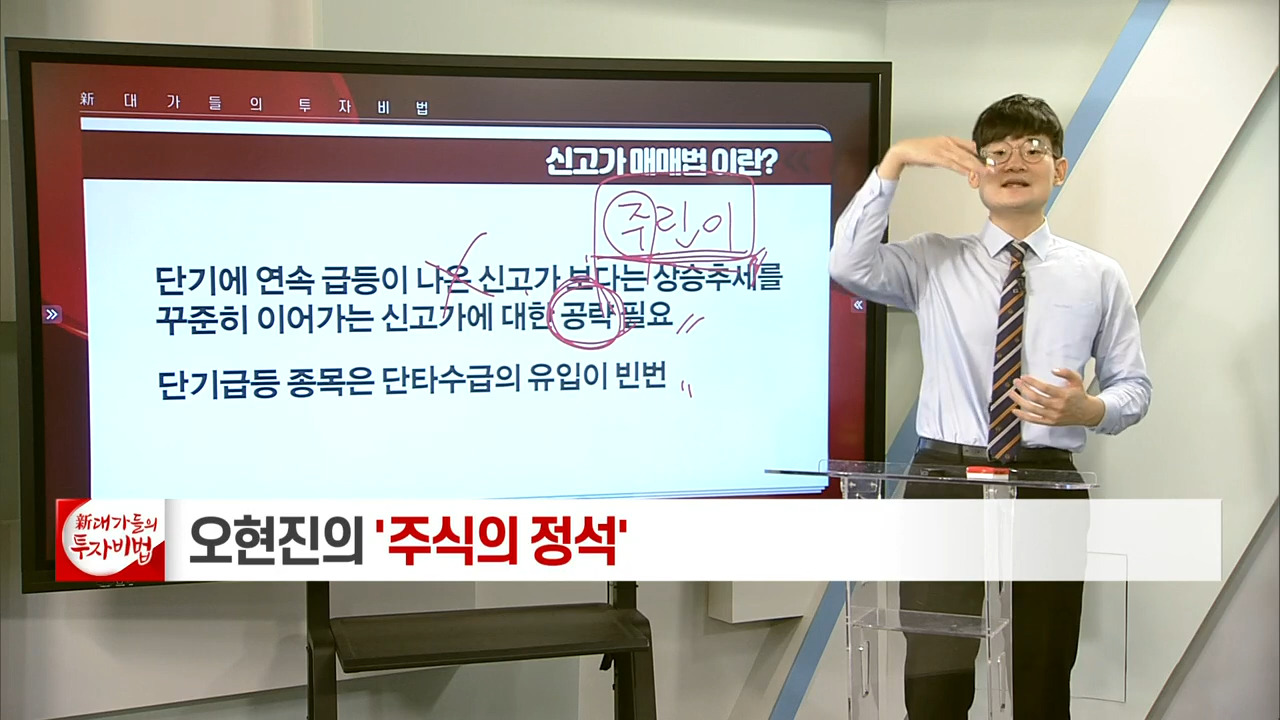 新 대가들의 투자비법
신고가 매매법 이란?
주린이
단기에 연속 급등이 나온 신고가 보다는 상승추세를
꾸준히 이어가는 신고가에 대한 공략 필요
단기급등 종목은 단타수급의 유입이 빈번
新대가들의
투자비법
오현진의 '주식의 정석'